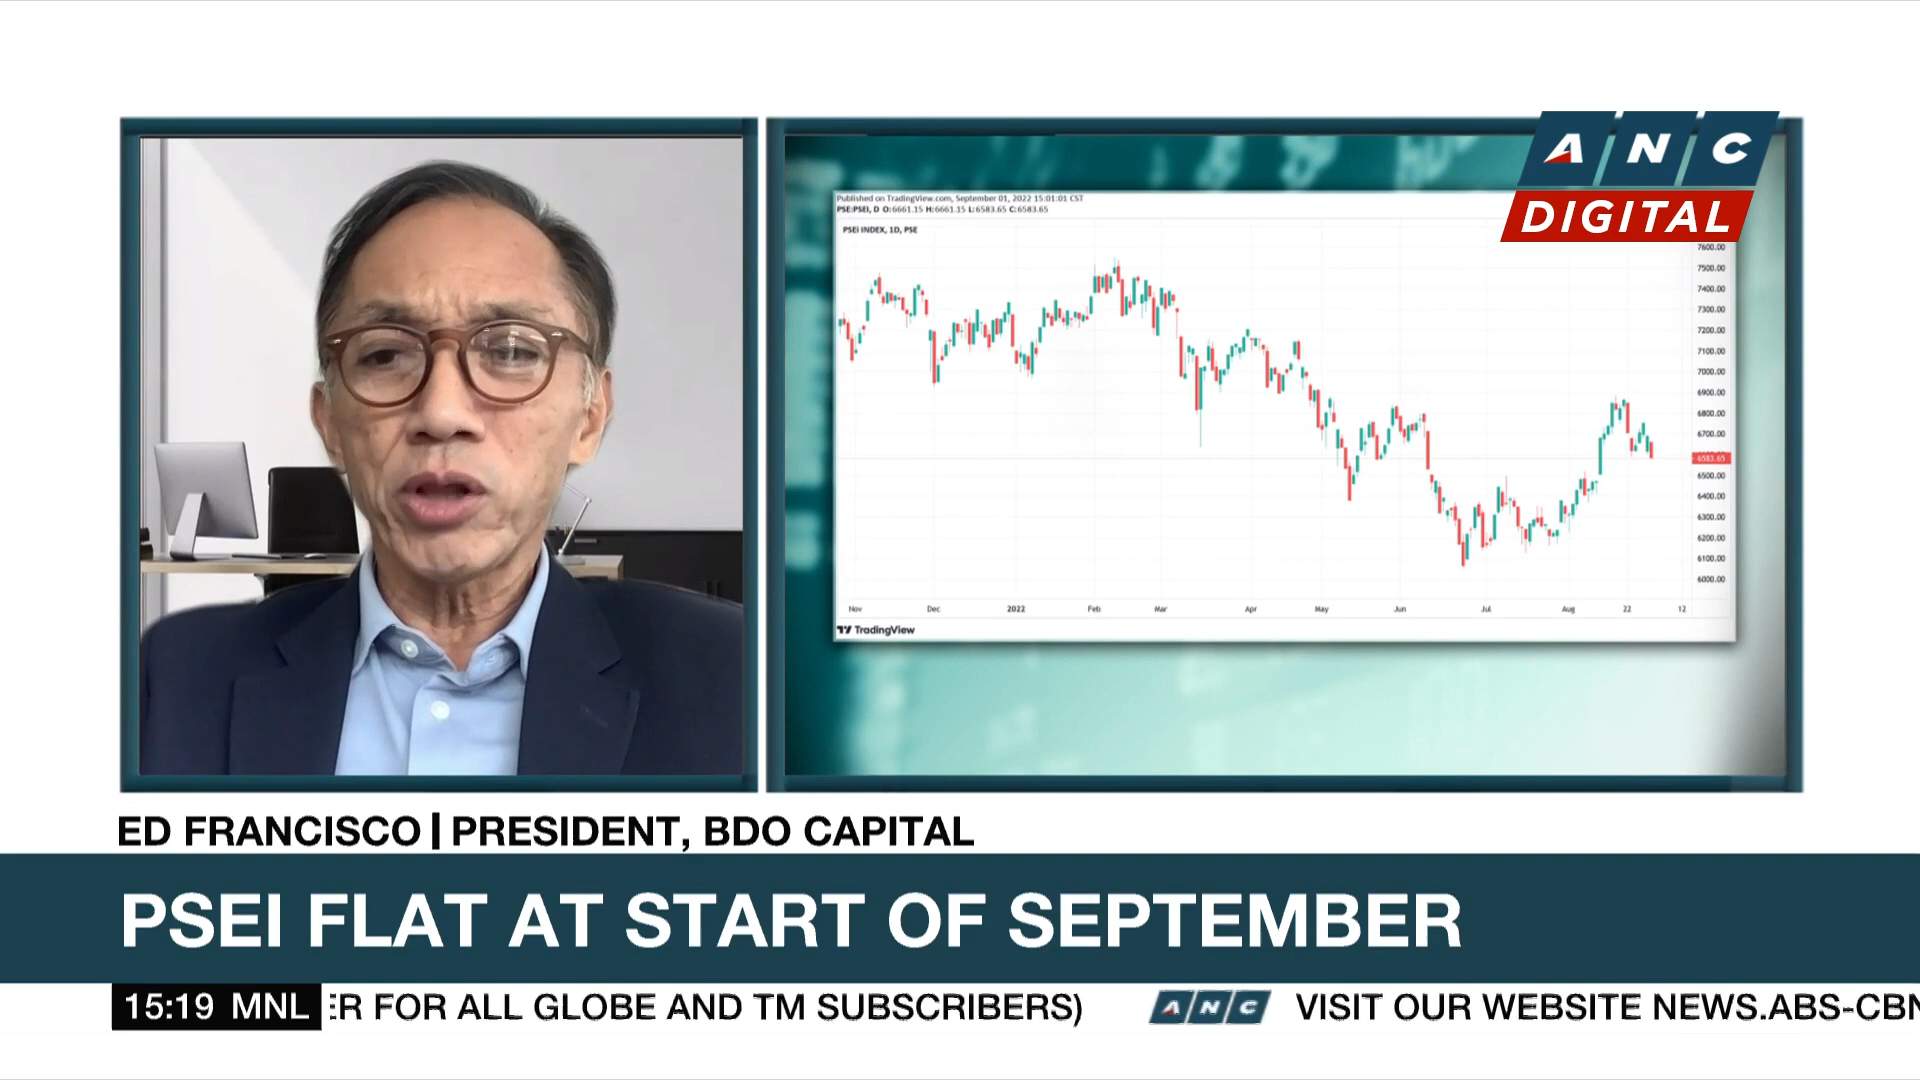 ANC
DIGITAL
Published on TradingView.com, September 01, 2022 15:01:01 CST
PSE:PSEI, D O:6661.15 H:6661.15 L:6583.65 C:6583.65
PSEi INDEX, 1D, PSE
7600.00
7500.00
7400.00
7300.00
7200.00
7100.00
7000.00
6900.00
6800.00
6700.00
6583.65
6500.00
6400.00
6300.00
6200.00
6100.00
6000.00
Nov Dec 2022 Feb Mar Apr May Jun Jul Aug 22 12
TradingView
ED FRANCISCO | PRESIDENT, BDO CAPITAL
PSEI FLAT AT START OF SEPTEMBER
15:19 MNL ER FOR ALL GLOBE AND TM SUBSCRIBERS) ANC VISIT OUR WEBSITE NEWS.ABS-CBN